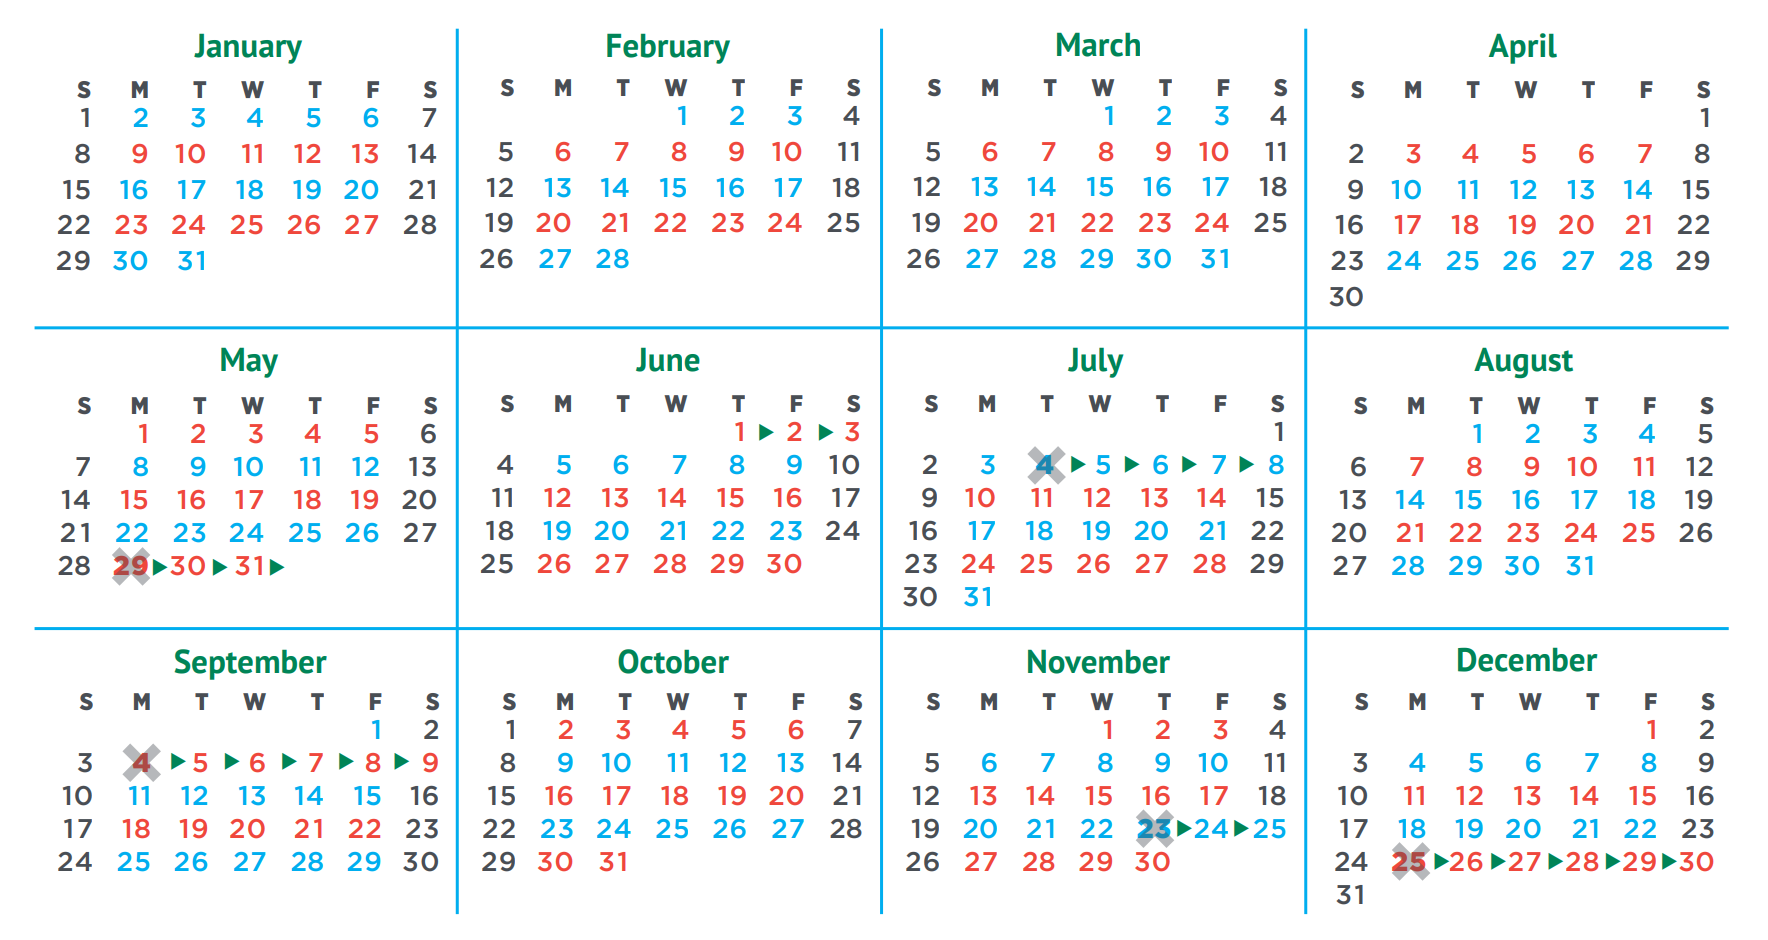 January
S M T W T F S
1 2 3 4 5 6 7
8 9 10 11 12 13 14
15 16 17 18 19 20 21
22 23 24 25 26 27 28
29 30 31
February
S M T W T F S
1 2 3 4
5 6 7 8 9 10 11
12 13 14 15 16 17 18
19 20 21 22 23 24 25
26 27 28
March
S M T W T F S
1 2 3 4
5 6 7 8 9 10 11
12 13 14 15 16 17 18
19 20 21 22 23 24 25
26 27 28 29 30 31
April
S M T W T F S
1
2 3 4 5 6 7 8
9 10 11 12 13 14 15
16 17 18 19 20 21 22
23 24 25 26 27 28 29
30
May
S M T W T F S
1 2 3 4 5 6
7 8 9 10 11 12 13
14 15 16 17 18 19 20
21 22 23 24 25 26 27
28 29 30 31
June
S M T W T F S
1 2 3
4 5 6 7 8 9 10
11 12 13 14 15 16 17
18 19 20 21 22 23 24
25 26 27 28 29 30
July
S M T W T F S
1
2 3 4 5 6 7 8
9 10 11 12 13 14 15
16 17 18 19 20 21 22
23 24 25 26 27 28 29
30 31
August
S M T W T F S
1 2 3 4 5
6 7 8 9 10 11 12
13 14 15 16 17 18 19
20 21 22 23 24 25 26
27 28 29 30 31
September
S M T W T F S
1 2
3 4 5 6 7 8 9
10 11 12 13 14 15 16
17 18 19 20 21 22 23
24 25 26 27 28 29 30
October
S M T W T F S
1 2 3 4 5 6 7
8 9 10 11 12 13 14
15 16 17 18 19 20 21
22 23 24 25 26 27 28
29 30 31
November
S M T W T F S
1 2 3 4
5 6 7 8 9 10 11
12 13 14 15 16 17 18
19 20 21 22 23 24 25
26 27 28 29 30
December
S M T W T F S
1 2
3 4 5 6 7 8 9
10 11 12 13 14 15 16
17 18 19 20 21 22 23
24 25 26 27 28 29 30
31